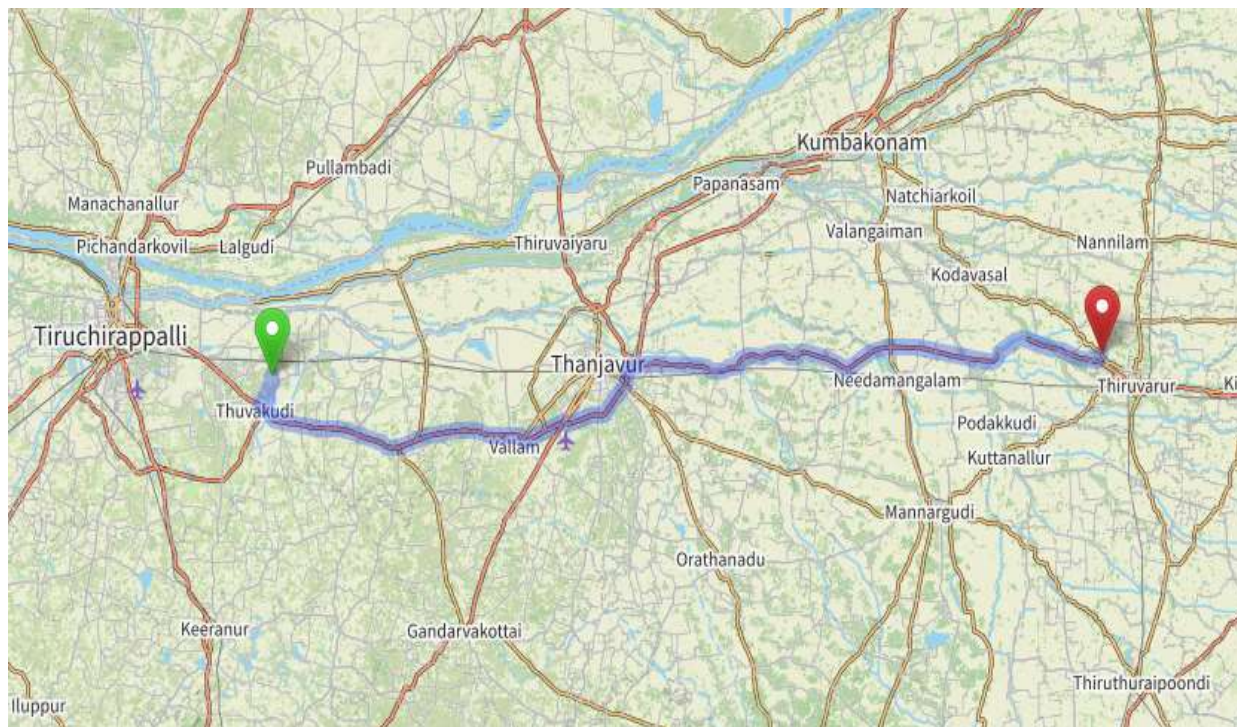 Kumbakonam
Pullambadi
Papanasam
Manachanallur
Natchiarkoil
Valangaiman
Pichandarkovil
Lalgudi
Thiruvaiyaru
Nannilam
Kodavasal
Tiruchirappalli
Thanjavur
Needamangalam
Thiruvarur
Thuvakudi
Podakkudi
Vallam
Kuttanallur
Mannargudi
Orathanadu
Keeranur
Gandarvakottai
Thiruthuraipoondi
Iluppur